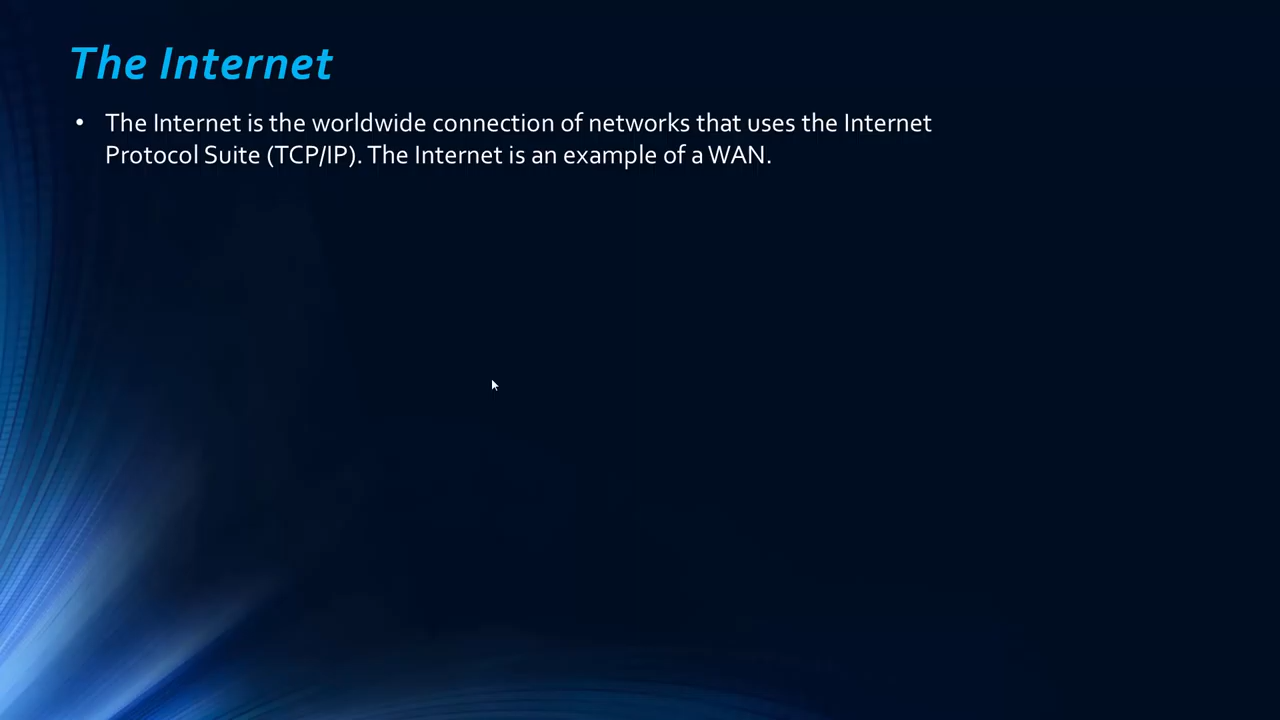 The Internet
• The Internet is the worldwide connection of networks that uses the Internet
Protocol Suite (TCP/IP). The Internet is an example of a WAN.